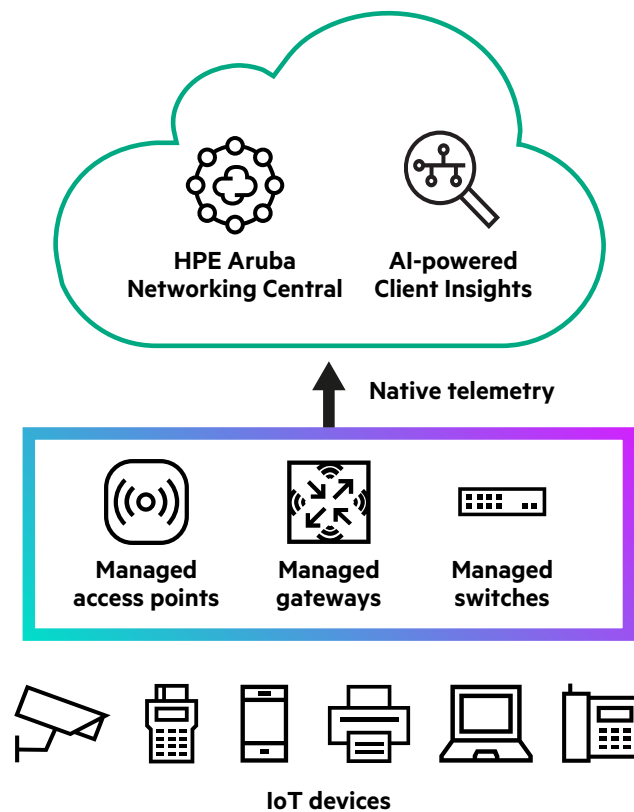 HPE Aruba
Networking Central
AI-powered
Client Insights
Native telemetry
Managed
access points
Managed
gateways
Managed
switches
IoT devices